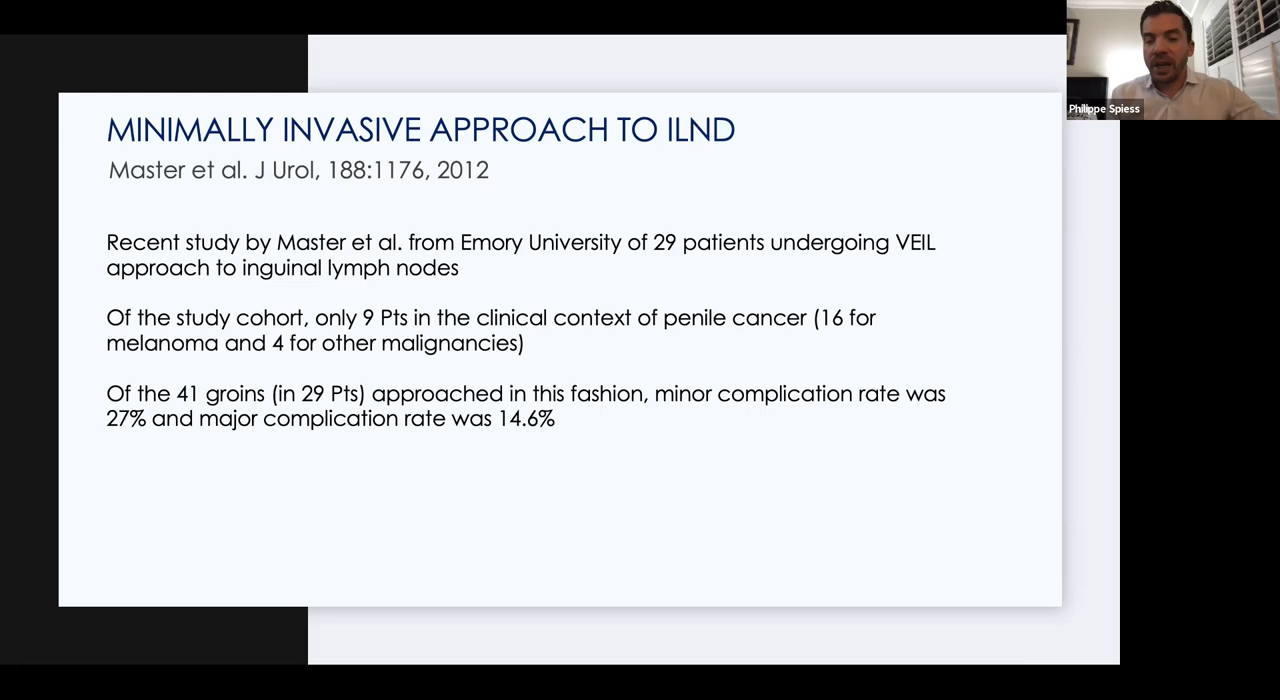 MINIMALLY INVASIVE APPROACH TO ILND
Master et al. J Urol, 188:1176, 2012
Recent study by Master et al. from Emory University of 29 patients undergoing VEIL
approach to inguinal lymph nodes
Of the study cohort, only 9 Pts in the clinical context of penile cancer (16 for
melanoma and 4 for other malignancies)
Of the 41 groins (in 29 Pts) approached in this fashion, minor complication rate was
27% and major complication rate was 14.6%
Philippe Spiess